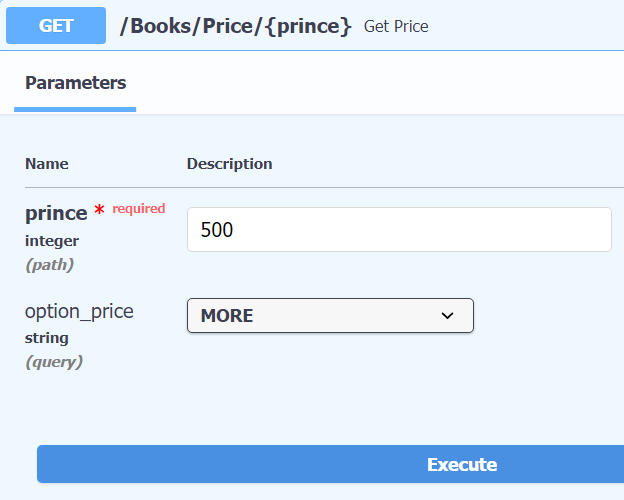 GET /Books/Price/{prince} Get Price
Parameters
Name Description
prince * required 500
integer
(path)
option_price MORE
string
(query)
Execute